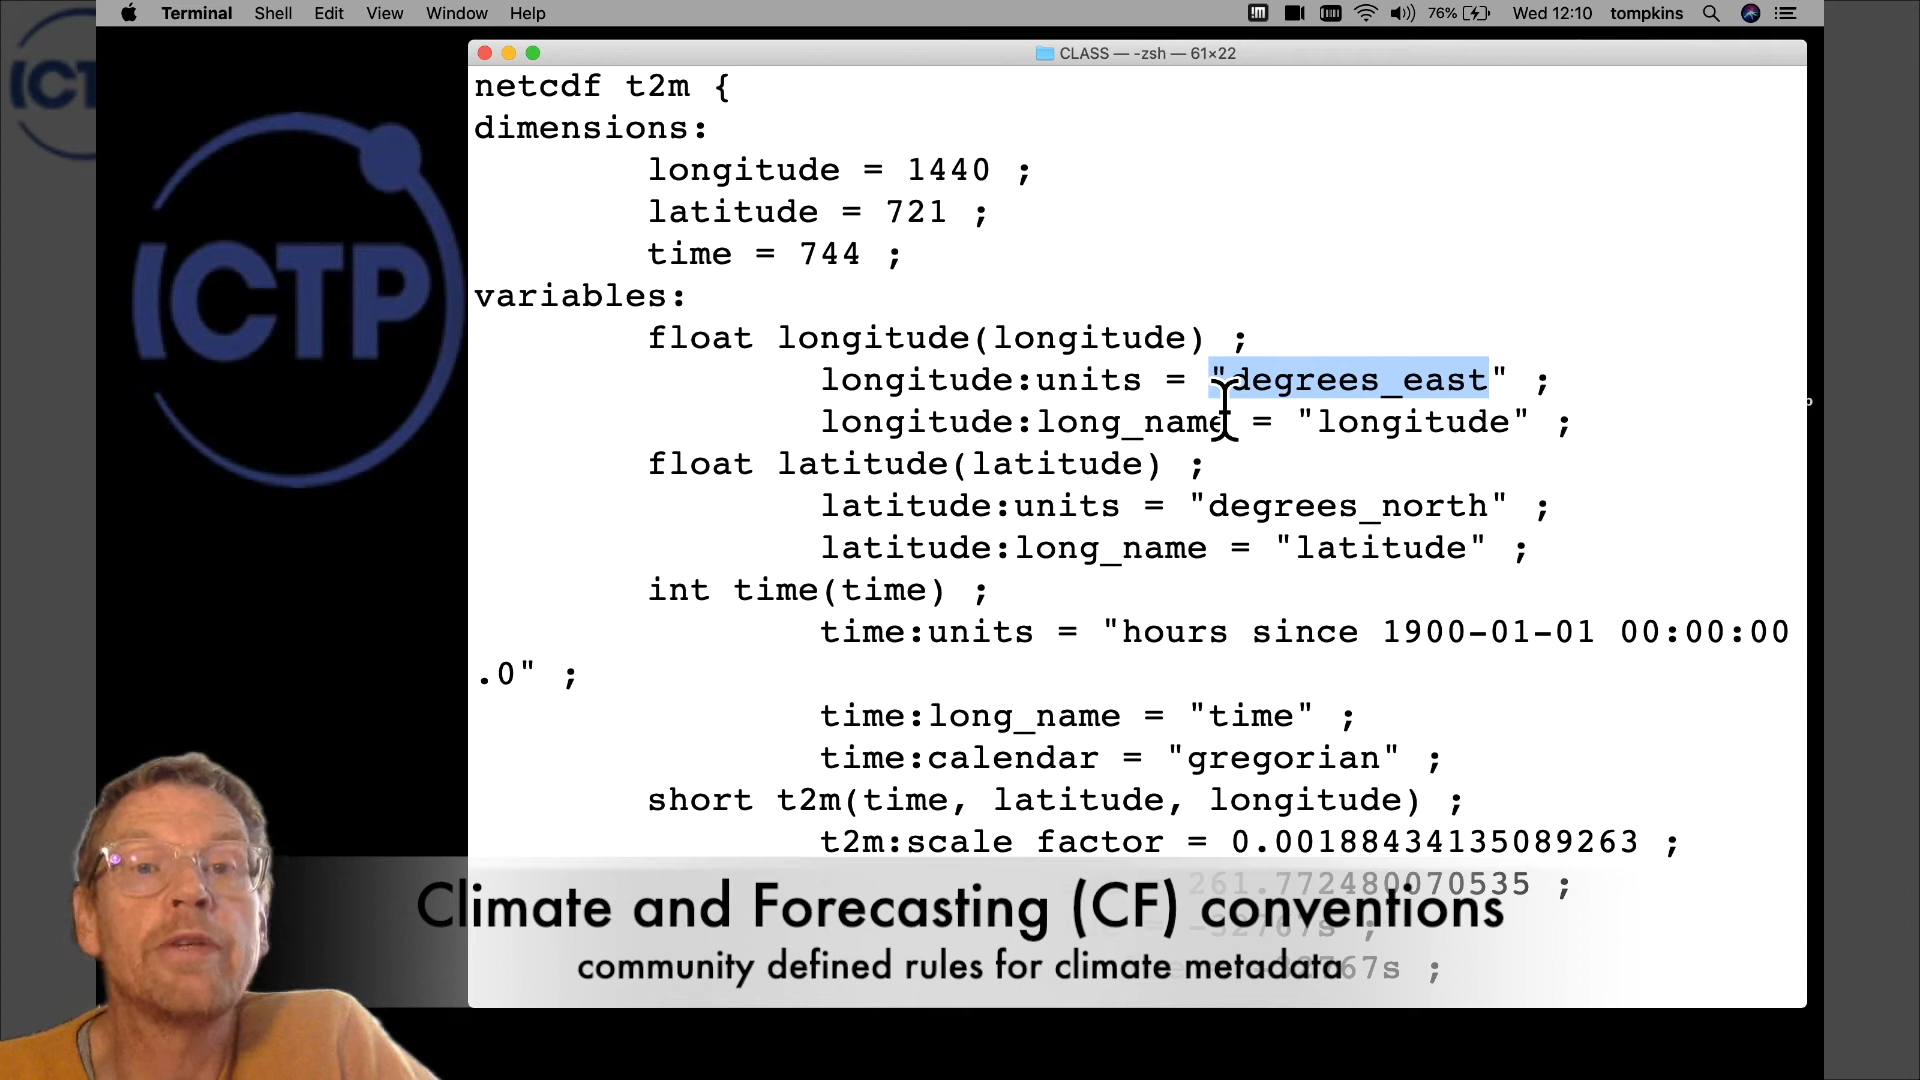 Terminal Shell Edit View Window Help 76% Wed 12:10 tompkins
CLASS — -zsh — 61×22
ICTP
netcdf t2m {
dimensions:
longitude = 1440 ;
latitude = 721 ;
time = 744 ;
variables:
float longitude(longitude) ;
longitude:units = "degrees_east" ;
longitude:long_name = "longitude" ;
float latitude(latitude) ;
latitude:units = "degrees_north" ;
latitude:long_name = "latitude" ;
int time(time) ;
time:units = "hours since 1900-01-01 00:00:00
.0" ;
time:long_name = "time" ;
time:calendar = "gregorian" ;
short t2m(time, latitude, longitude) ;
t2m:scale_factor = 0.00188434135089263 ;
261.772480070535 ;
Climate and Forecasting (CF) conventions
-32767s ;
community defined rules for climate metadata